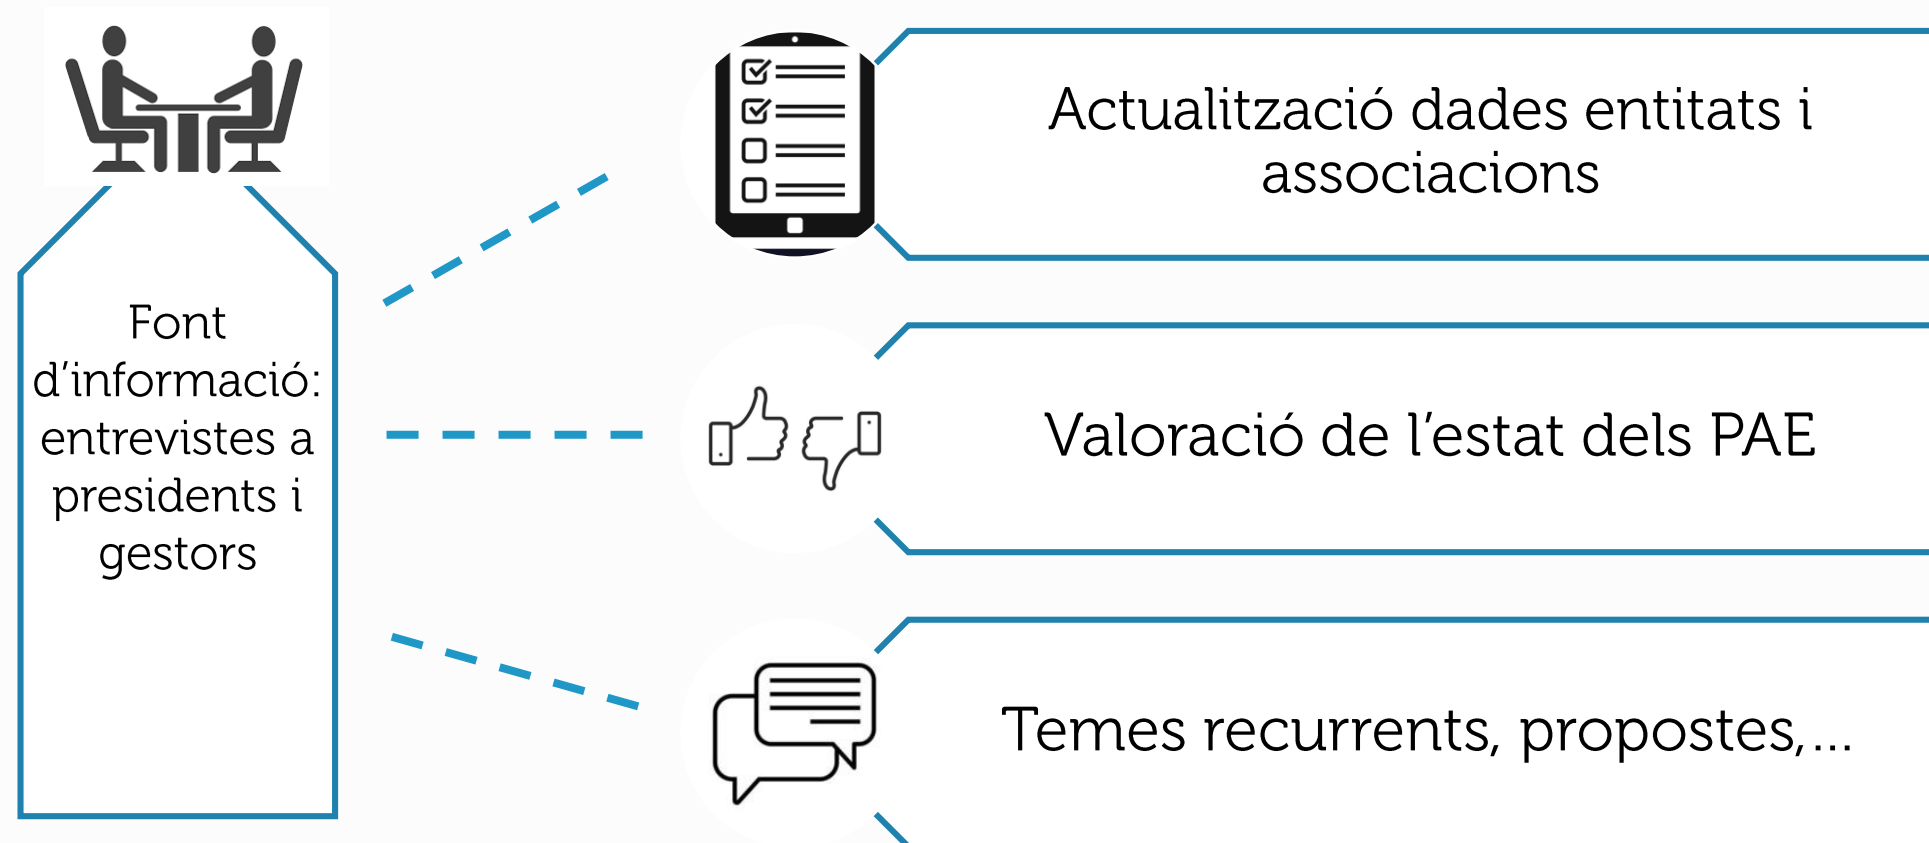 Font
d’informació:
entrevistes a
presidents i
gestors
Actualització dades entitats i
associacions
Valoració de l’estat dels PAE
Temes recurrents, propostes,...